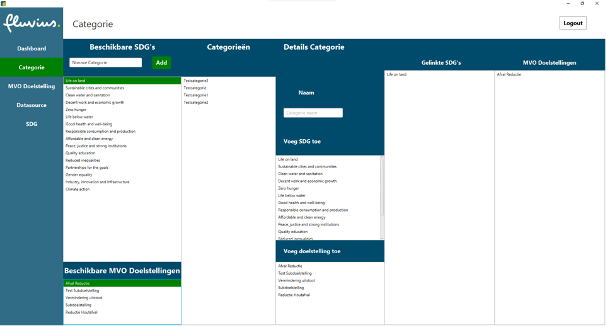 fluvius.
Categorie
Logout
Dashboard
Categorie
MVO Doelstelling
Datasource
SDG
Beschikbare SDG's
Nieuwe Categorie
Add
Life on land
Sustainable cities and communities
Clean water and sanitation
Decent work and economic growth
Zero hunger
Life below water
Good health and well-being
Responsible consumption and production
Affordable and clean energy
Peace, justice and strong institutions
Quality education
Reduced inequalities
Partnerships for the goals
Gender equality
Industry, innovation and infrastructure
Climate action
Beschikbare MVO Doelstellingen
Afval Reductie
Test Subdoelstelling
Vermindering uitstoot
Subdoelstelling
Reductie Houtafval
Categorieën
Testcategorie3
Testcategorie
Testcategorie1
Testcategorie2
Details Categorie
Naam
Categorie naam
Voeg SDG toe
Life on land
Sustainable cities and communities
Clean water and sanitation
Decent work and economic growth
Zero hunger
Life below water
Good health and well-being
Responsible consumption and production
Affordable and clean energy
Peace, justice and strong institutions
Quality education
Reduced inequalities
Voeg doelstelling toe
Afval Reductie
Test Subdoelstelling
Vermindering uitstoot
Subdoelstelling
Reductie Houtafval
Gelinkte SDG's
Life on land
MVO Doelstellingen
Afval Reductie